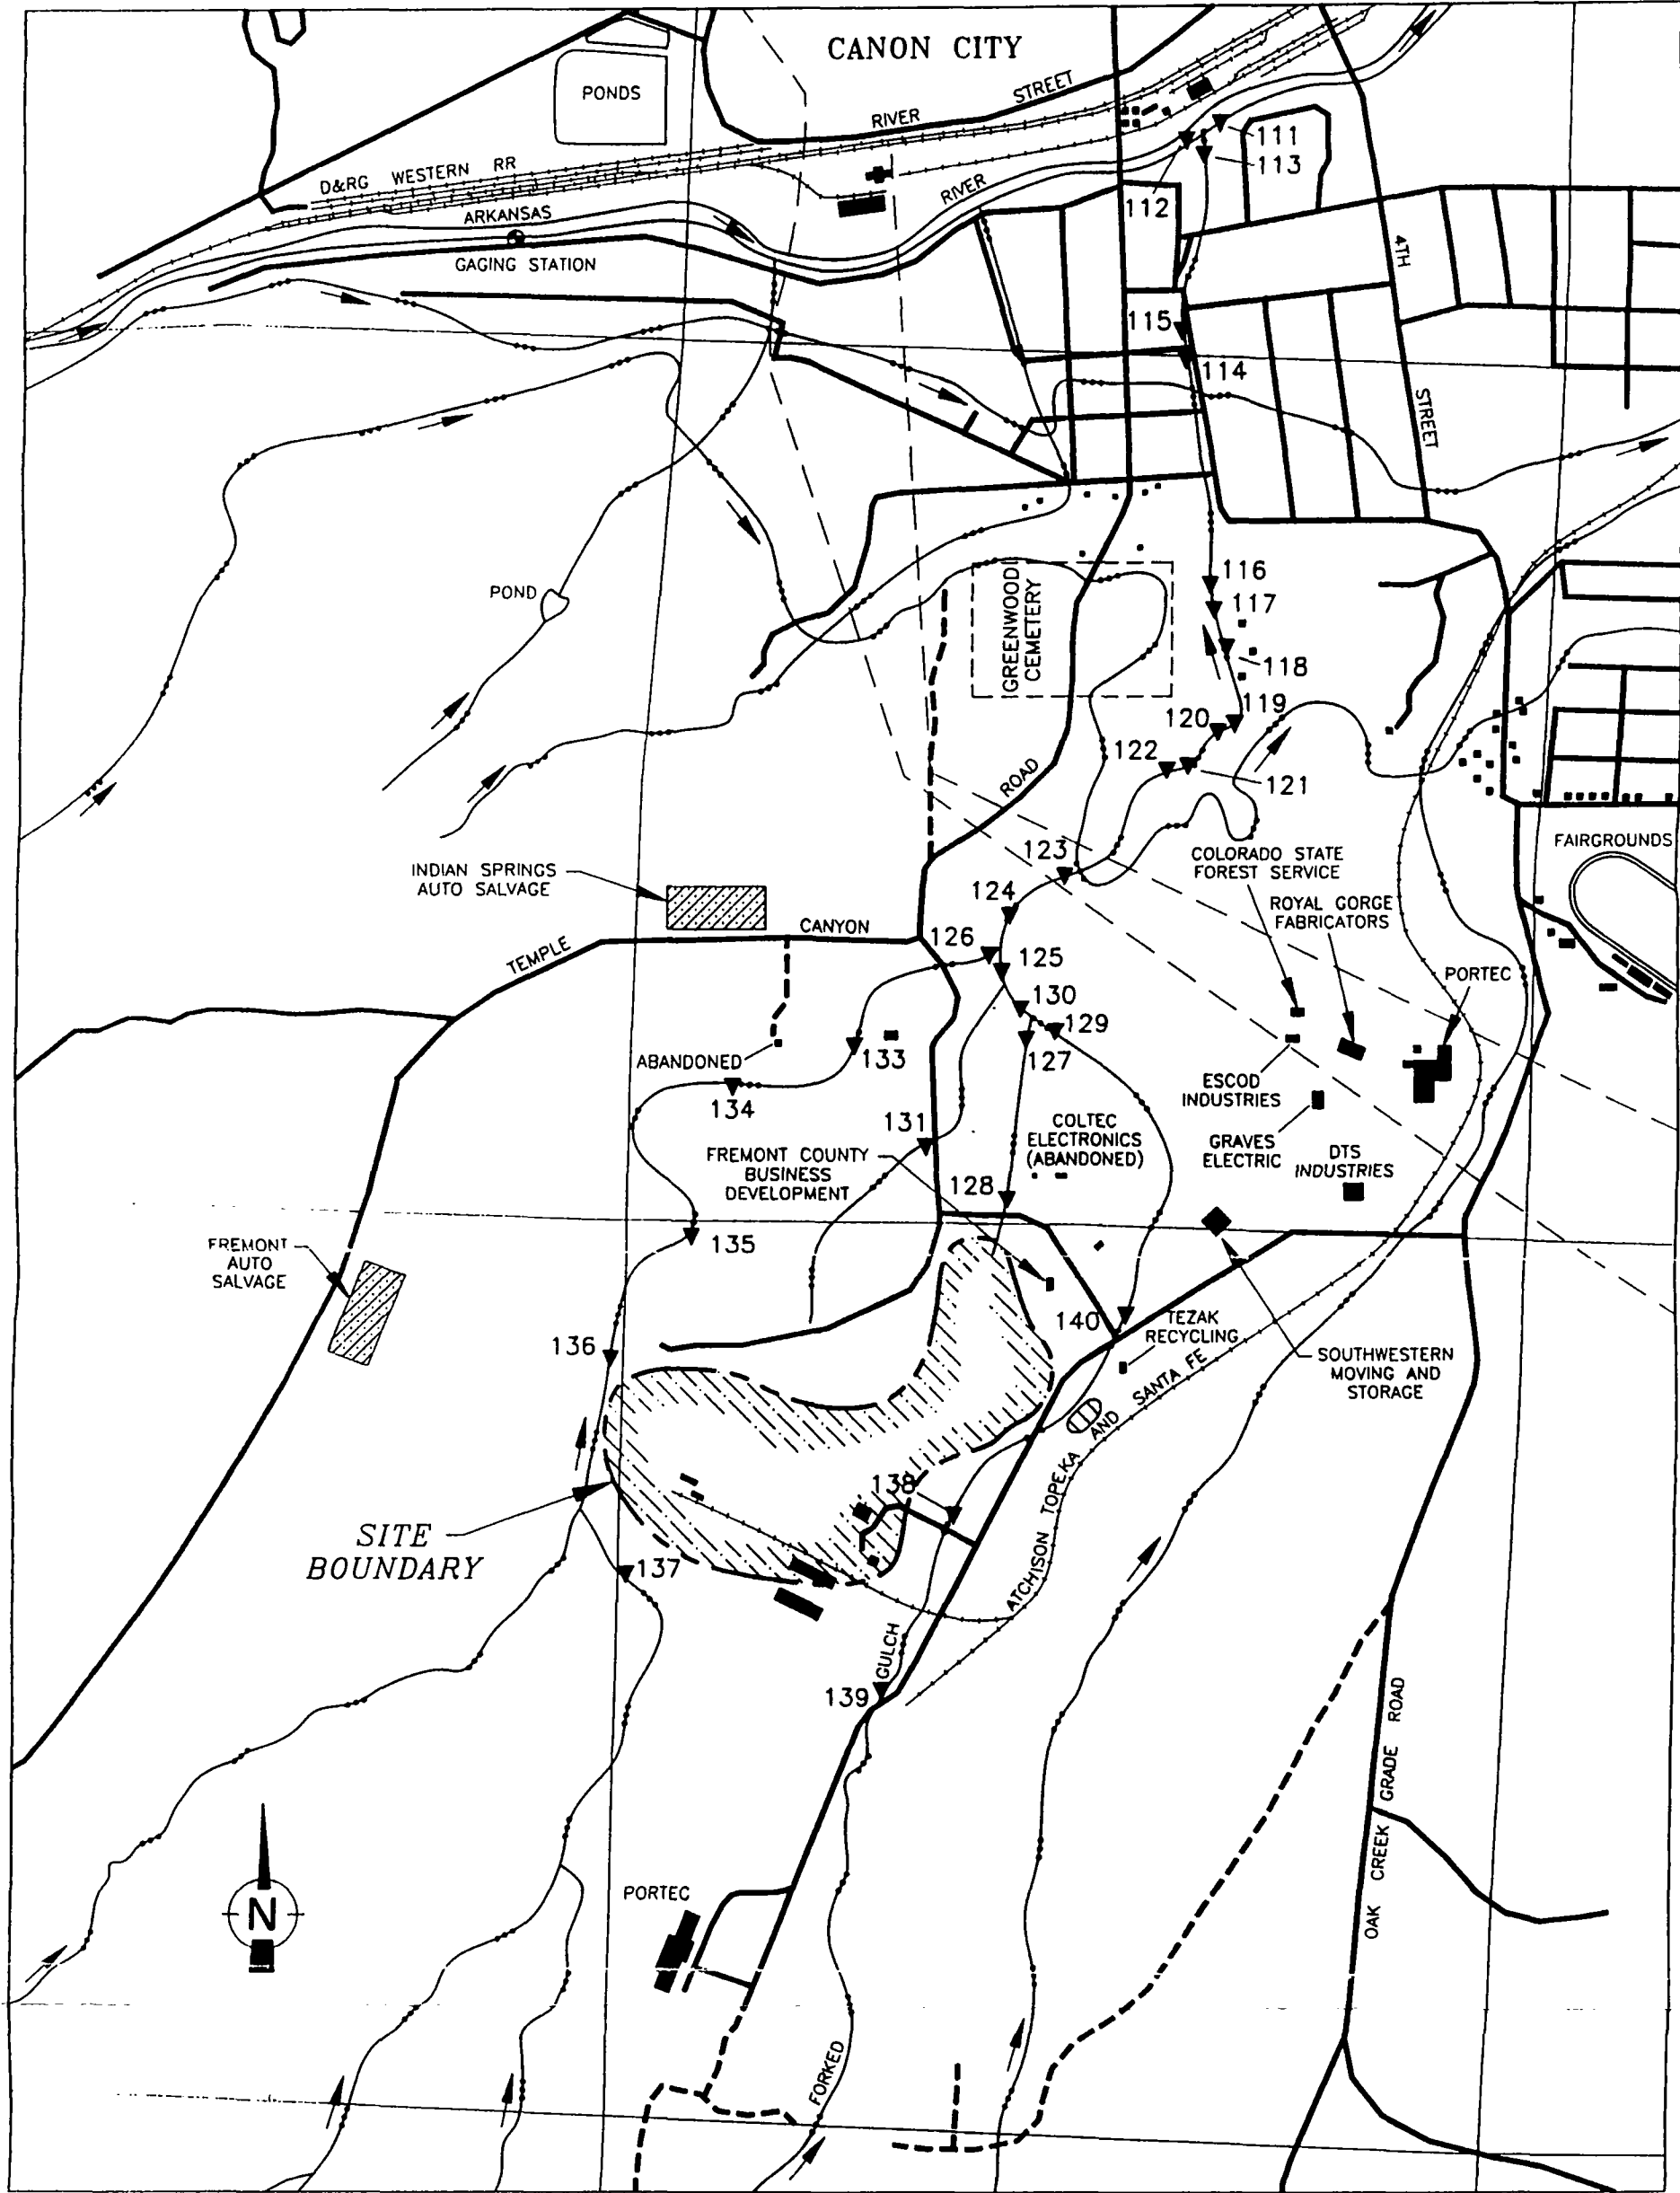 CANON CITY
PONDS
RIVER STREET
D&RG WESTERN RR
ARKANSAS RIVER
GAGING STATION
111
113
112
4TH STREET
115
114
POND
GREENWOOD
CEMETERY
116
117
118
119
120
122
121
ROAD
123
INDIAN SPRINGS
AUTO SALVAGE
COLORADO STATE
FOREST SERVICE
FAIRGROUNDS
124
ROYAL GORGE
FABRICATORS
TEMPLE CANYON
126
125
PORTEC
130
129
127
133
ABANDONED
134
ESCOD
INDUSTRIES
131
COLTEC
ELECTRONICS
(ABANDONED)
GRAVES
ELECTRIC
DTS
INDUSTRIES
FREMONT COUNTY
BUSINESS
DEVELOPMENT
128
135
FREMONT
AUTO
SALVAGE
140
TEZAK
RECYCLING
136
SOUTHWESTERN
MOVING AND
STORAGE
ATCHISON TOPEKA AND SANTA FE
138
SITE
BOUNDARY
137
GULCH
139
OAK CREEK GRADE ROAD
N
PORTEC
FORKED